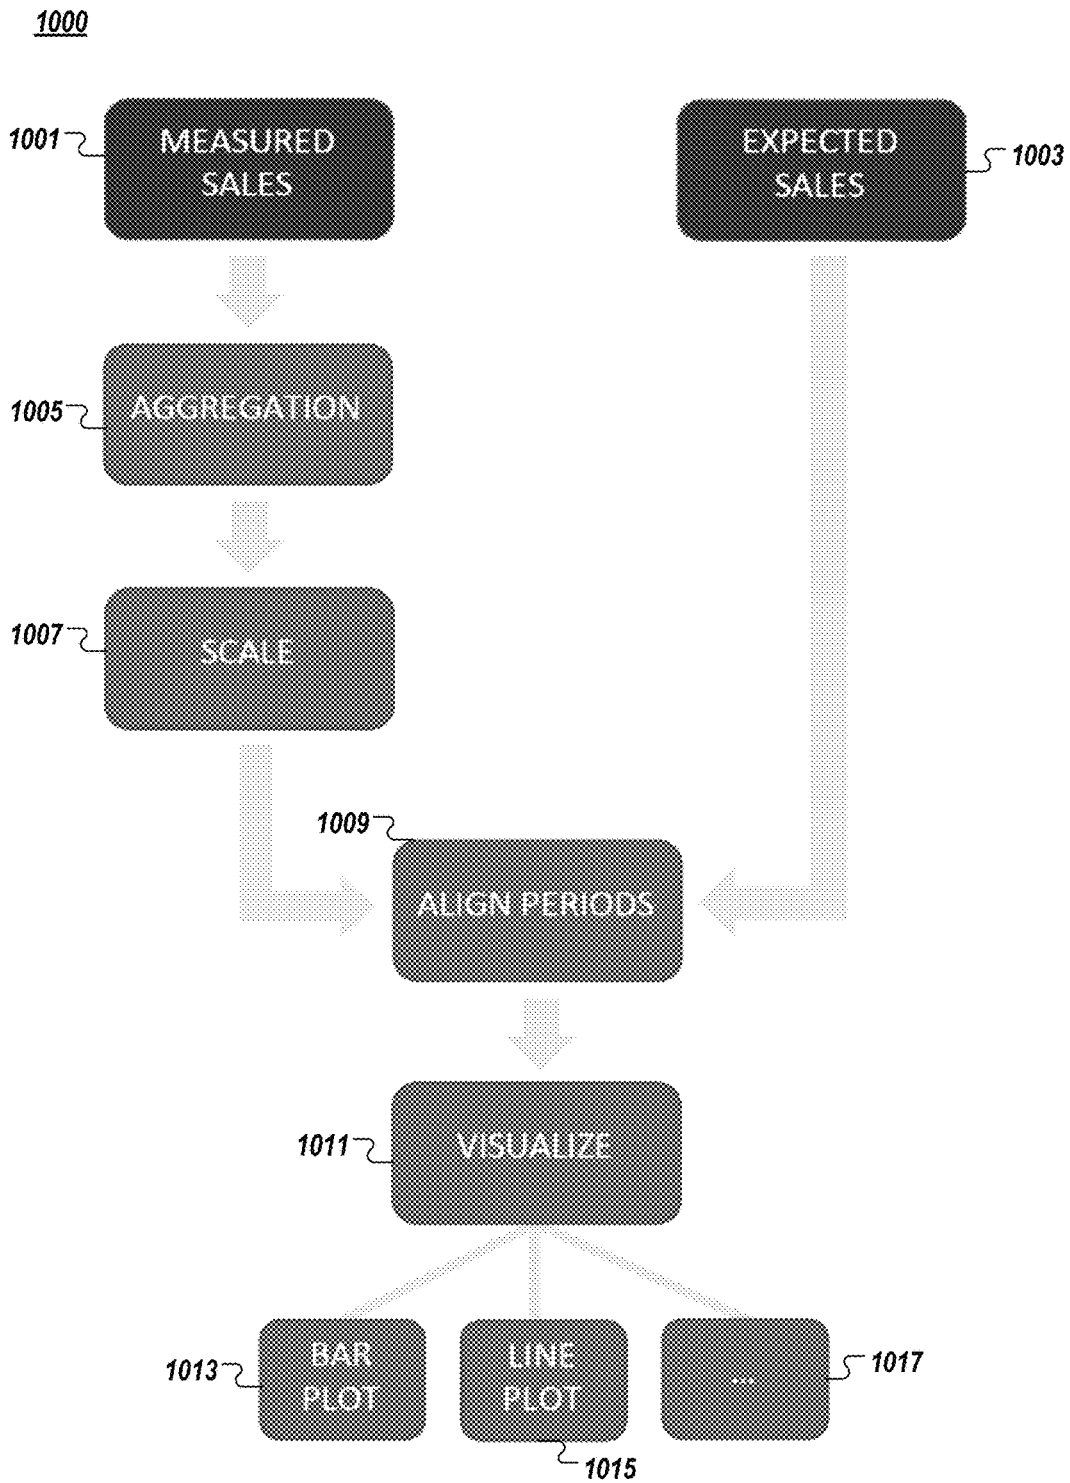 1000
1001
MEASURED
SALES
EXPECTED
SALES
1003
1005
AGGREGATION
1007
SCALE
1009
ALIGN PERIODS
1011
VISUALIZE
1013
BAR
PLOT
LINE
PLOT
1015
...
1017